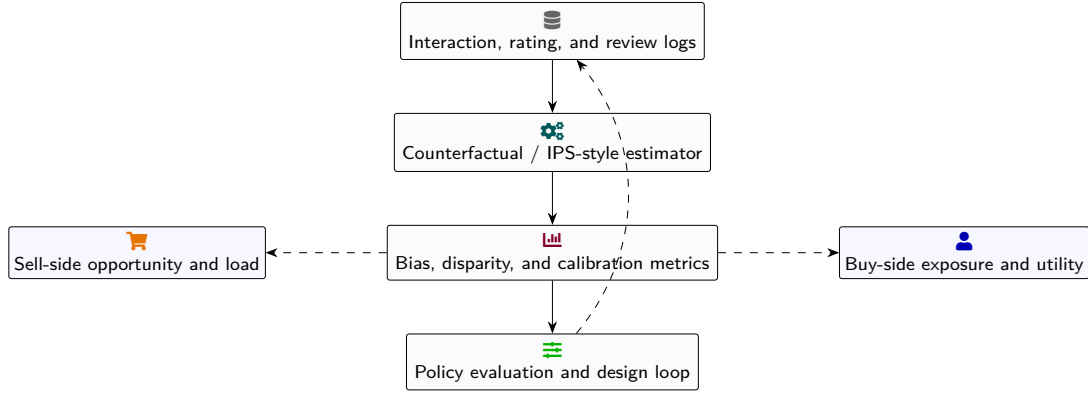 Interaction, rating, and review logs
Counterfactual / IPS-style estimator
Sell-side opportunity and load
Bias, disparity, and calibration metrics
Buy-side exposure and utility
Policy evaluation and design loop